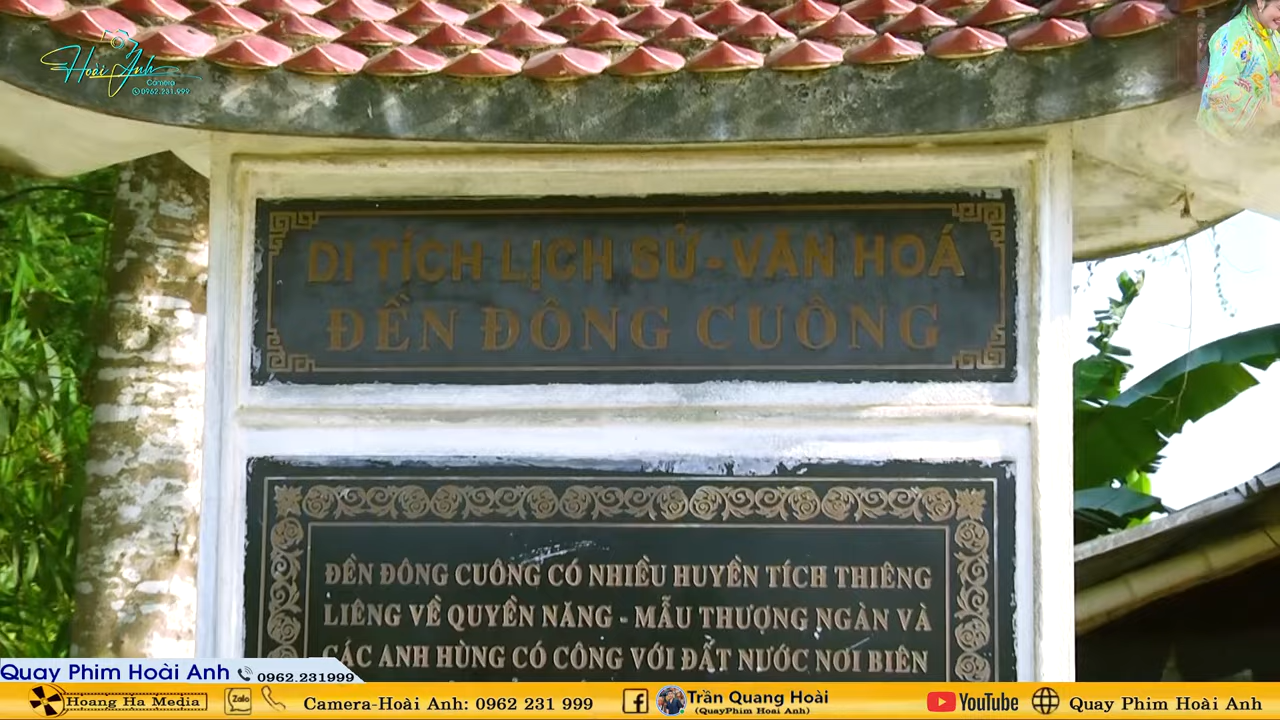 Hoài Anh
Camera
0962.231.999
DI TÍCH LỊCH SỬ - VĂN HOÁ
ĐỀN ĐÔNG CUÔNG
ĐỀN ĐÔNG CUÔNG CÓ NHIỀU HUYỀN TÍCH THIÊNG
LIÊNG VỀ QUYỀN NĂNG - MẪU THƯỢNG NGÀN VÀ
CÁC ANH HÙNG CÓ CÔNG VỚI ĐẤT NƯỚC NƠI BIÊN
Quay Phim Hoài Anh 0962.231999
Hoang Ha Media Zalo Camera-Hoài Anh: 0962 231 999 Trần Quang Hoài YouTube Quay Phim Hoài Anh
(QuayPhim Hoai Anh)